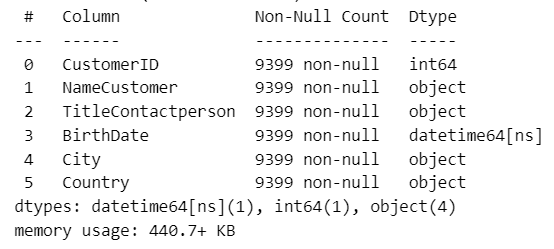 #   Column              Non-Null Count  Dtype
---  ------              --------------  -----
0   CustomerID          9399 non-null   int64
1   NameCustomer        9399 non-null   object
2   TitleContactperson  9399 non-null   object
3   BirthDate           9399 non-null   datetime64[ns]
4   City                9399 non-null   object
5   Country             9399 non-null   object
dtypes: datetime64[ns](1), int64(1), object(4)
memory usage: 440.7+ KB